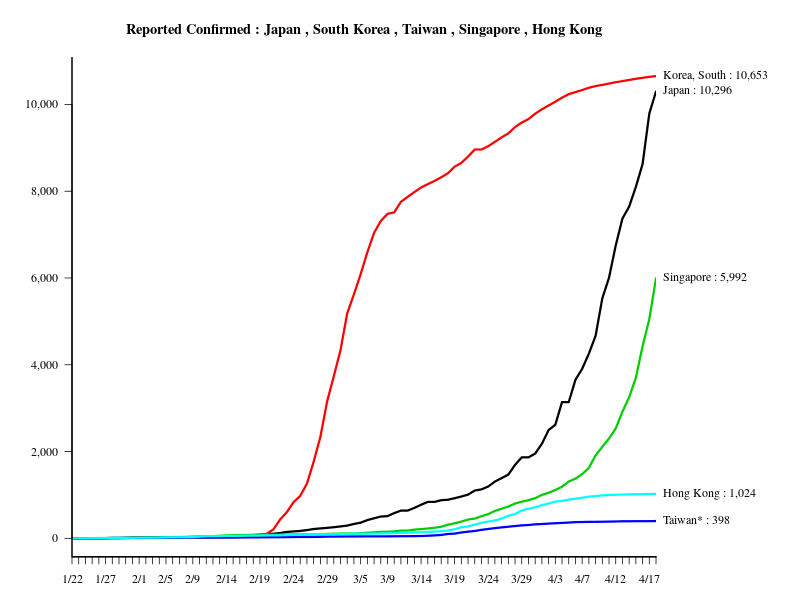 Reported Confirmed : Japan , South Korea , Taiwan , Singapore , Hong Kong
Korea, South : 10,653
Japan : 10,296
10,000
8,000
6,000
Singapore : 5,992
4,000
2,000
Hong Kong : 1,024
Taiwan* : 398
0
1/22 1/27 2/1 2/5 2/9 2/14 2/19 2/24 2/29 3/5 3/9 3/14 3/19 3/24 3/29 4/3 4/7 4/12 4/17